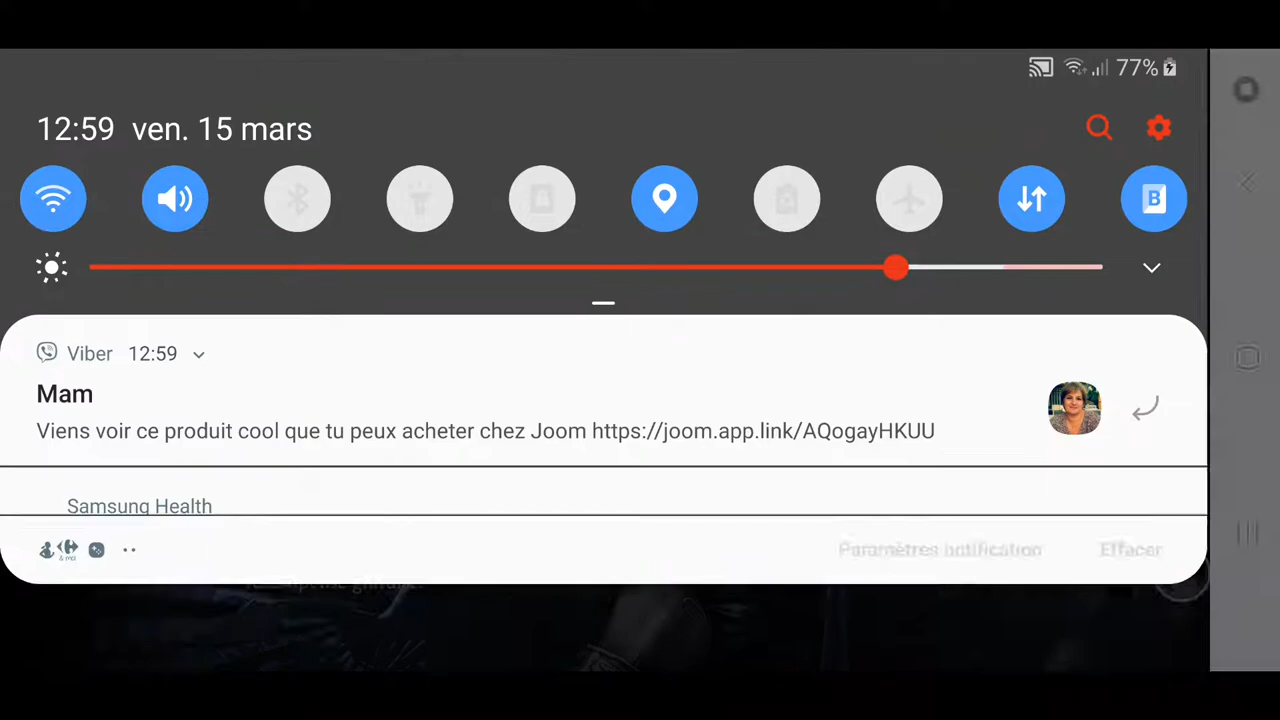 77%
12:59 ven. 15 mars
B
Viber 12:59
Mam
Viens voir ce produit cool que tu peux acheter chez Joom https://joom.app.link/AQogayHKUU
Samsung Health
Paramètres notification Effacer